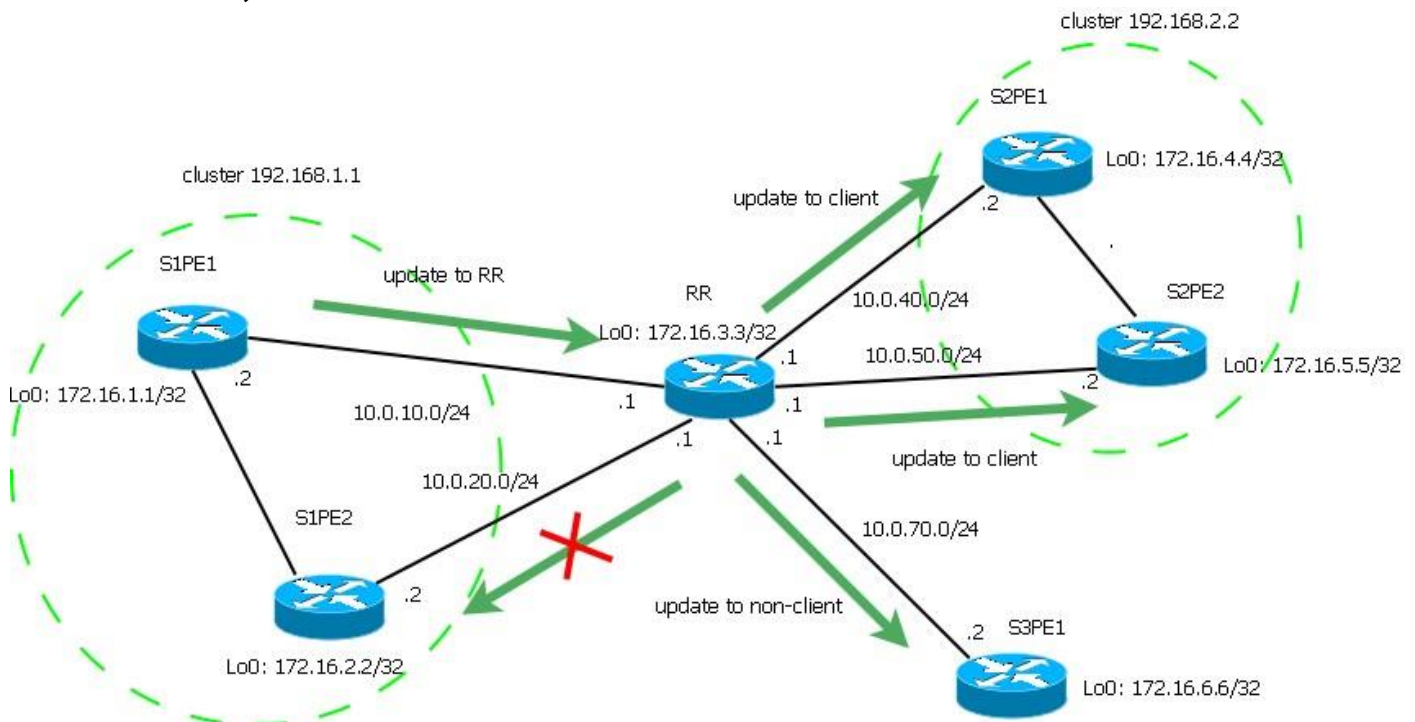 cluster 192.168.2.2
S2PE1
Lo0: 172.16.4.4/32
cluster 192.168.1.1
update to client
.2
S1PE1
update to RR
RR
10.0.40.0/24
S2PE2
Lo0: 172.16.3.3/32
.1
10.0.50.0/24
.2
Lo0: 172.16.5.5/32
.2
Lo0: 172.16.1.1/32
10.0.10.0/24
.1
.1
.1
.1
update to client
10.0.20.0/24
S1PE2
10.0.70.0/24
.2
update to non-client
.2
S3PE1
Lo0: 172.16.2.2/32
Lo0: 172.16.6.6/32